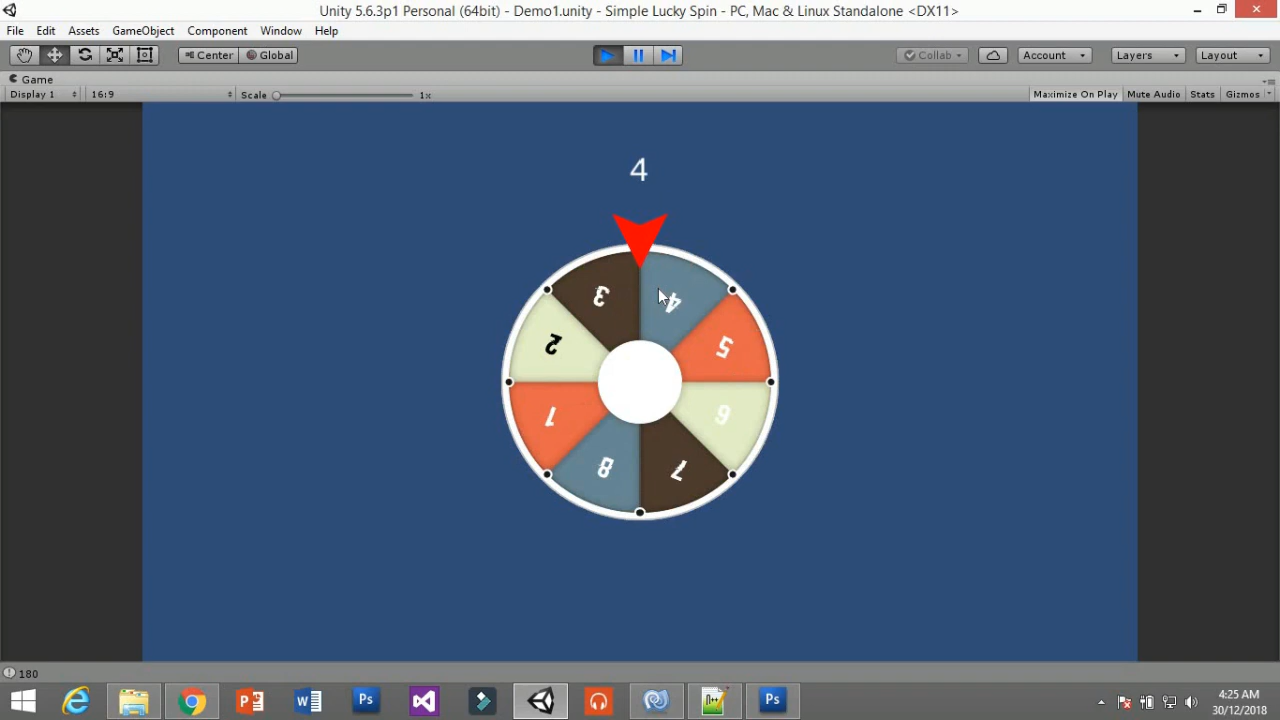 Unity 5.6.3p1 Personal (64bit) - Demo1.unity - Simple Lucky Spin - PC, Mac & Linux Standalone <DX11>
File Edit Assets GameObject Component Window Help
Center Global Collab Account Layers Layout
Game
Display 1 16:9 Scale 1x Maximize On Play Mute Audio Stats Gizmos
4
3 4
2 5
1 6
8 7
180
4:25 AM
30/12/2018